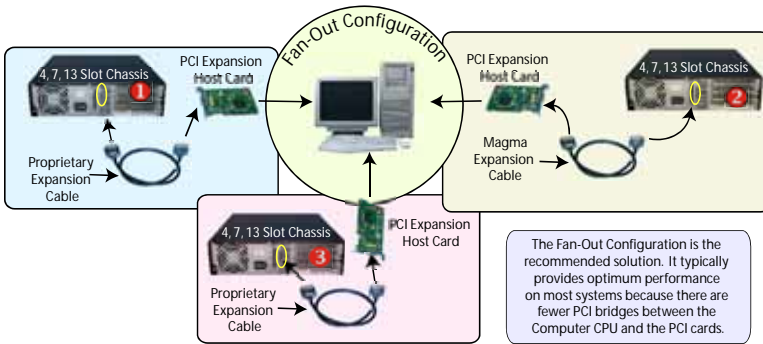 Fan-Out Configuration
4, 7, 13 Slot Chassis
1
PCI Expansion
Host Card
Proprietary
Expansion
Cable
PCI Expansion
Host Card
4, 7, 13 Slot Chassis
2
Magma
Expansion
Cable
4, 7, 13 Slot Chassis
3
PCI Expansion
Host Card
Proprietary
Expansion
Cable
The Fan-Out Configuration is the
recommended solution. It typically
provides optimum performance
on most systems because there are
fewer PCI bridges between the
Computer CPU and the PCI cards.